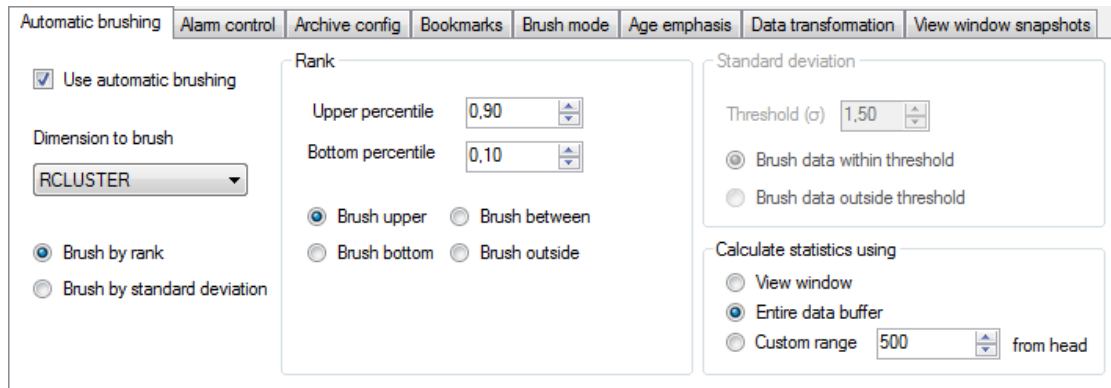 Automatic brushing Alarm control Archive config Bookmarks Brush mode Age emphasis Data transformation View window snapshots
Use automatic brushing
Dimension to brush
RCLUSTER
Brush by rank
Brush by standard deviation
Rank
Upper percentile 0,90
Bottom percentile 0,10
Brush upper Brush between
Brush bottom Brush outside
Standard deviation
Threshold (σ) 1,50
Brush data within threshold
Brush data outside threshold
Calculate statistics using
View window
Entire data buffer
Custom range 500 from head